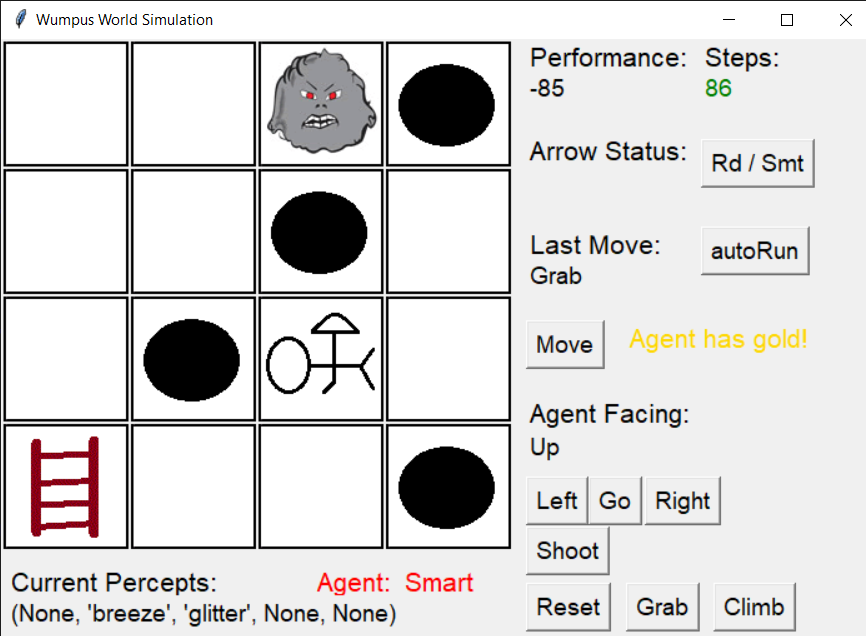 Wumpus World Simulation
Performance: Steps:
-85 86
Arrow Status: Rd / Smt
Last Move: autoRun
Grab
Move Agent has gold!
Agent Facing:
Up
Left Go Right
Shoot
Current Percepts: Agent: Smart
(None, 'breeze', 'glitter', None, None)
Reset Grab Climb